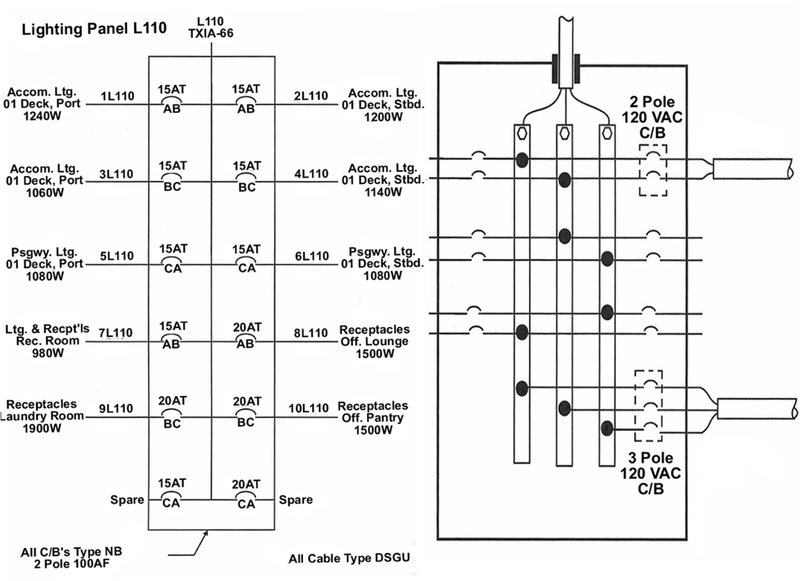 Lighting Panel L110
L110
TXIA-66
Accom. Ltg.
01 Deck, Port
1240W
1L110
15AT
AB
15AT
AB
2L110
Accom. Ltg.
01 Deck, Stbd.
1200W
Accom. Ltg.
01 Deck, Port
1060W
3L110
15AT
BC
15AT
BC
4L110
Accom. Ltg.
01 Deck, Stbd.
1140W
Psgwy. Ltg.
01 Deck, Port
1080W
5L110
15AT
CA
15AT
CA
6L110
Psgwy. Ltg.
01 Deck, Stbd.
1080W
Ltg. & Recpt'ls
Rec. Room
980W
7L110
15AT
AB
20AT
AB
8L110
Receptacles
Off. Lounge
1500W
Receptacles
Laundry Room
1900W
9L110
20AT
BC
20AT
BC
10L110
Receptacles
Off. Pantry
1500W
Spare
15AT
CA
20AT
CA
Spare
All C/B's Type NB
2 Pole 100AF
All Cable Type DSGU
2 Pole
120 VAC
C/B
3 Pole
120 VAC
C/B